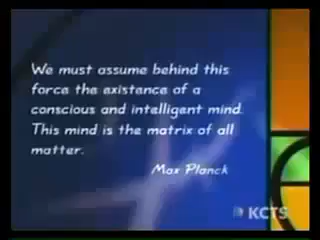 We must assume behind this
force the existence of a
conscious and intelligent mind.
This mind is the matrix of all
matter.
Max Planck
KCTS